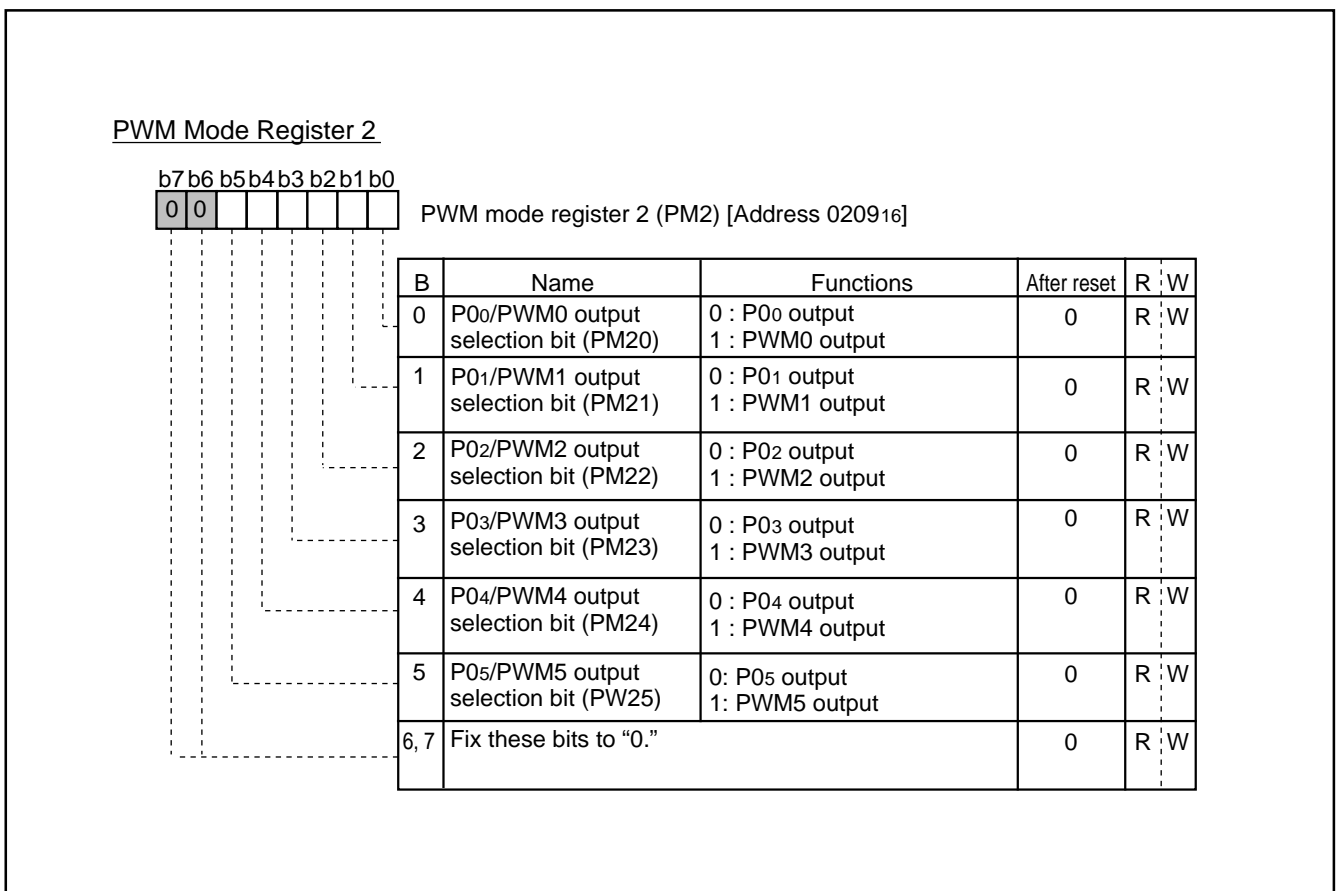 PWM Mode Register 2
b7 b6 b5 b4 b3 b2 b1 b0
0 0
PWM mode register 2 (PM2) [Address 020916]
B Name Functions After reset R W
0 P00/PWM0 output selection bit (PM20) 0 : P00 output 1 : PWM0 output 0 R W
1 P01/PWM1 output selection bit (PM21) 0 : P01 output 1 : PWM1 output 0 R W
2 P02/PWM2 output selection bit (PM22) 0 : P02 output 1 : PWM2 output 0 R W
3 P03/PWM3 output selection bit (PM23) 0 : P03 output 1 : PWM3 output 0 R W
4 P04/PWM4 output selection bit (PM24) 0 : P04 output 1 : PWM4 output 0 R W
5 P05/PWM5 output selection bit (PW25) 0: P05 output 1: PWM5 output 0 R W
6, 7 Fix these bits to “0.” 0 R W